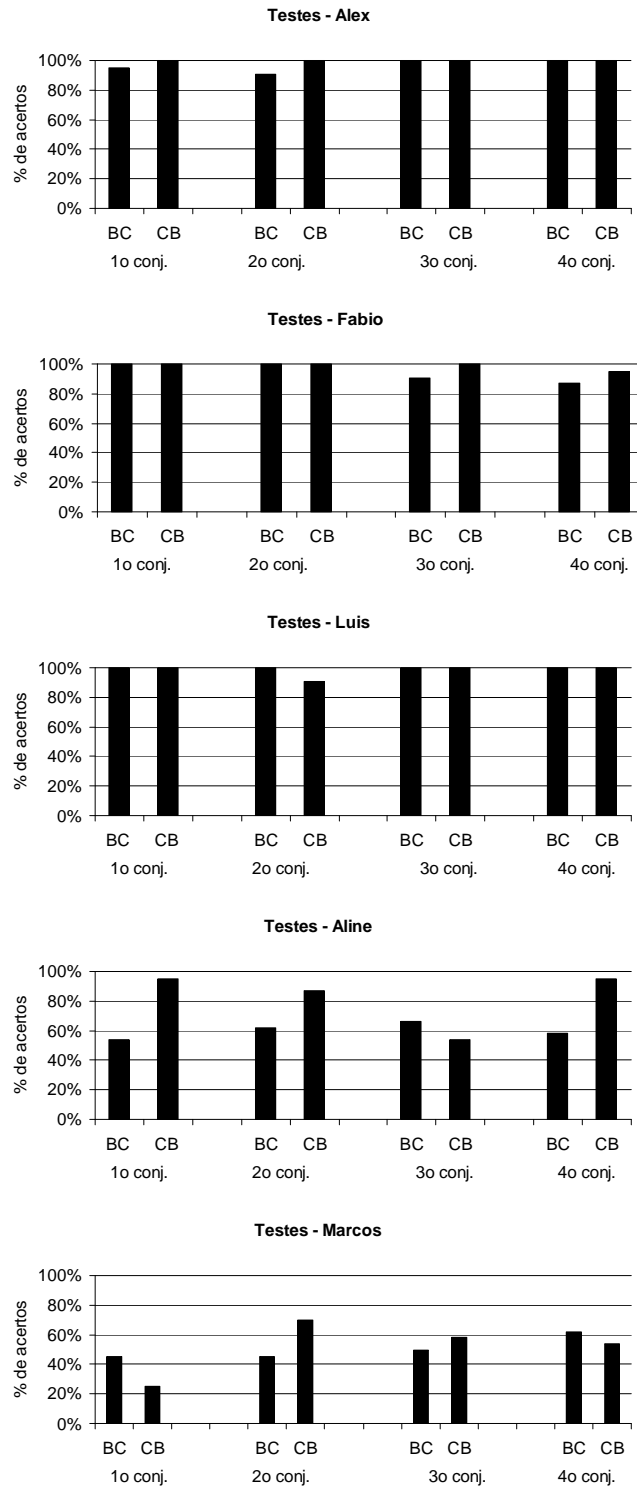 Testes - Alex
% de acertos
100%
80%
60%
40%
20%
0%
BC CB BC CB BC CB BC CB
1o conj. 2o conj. 3o conj. 4o conj.
Testes - Fabio
% de acertos
100%
80%
60%
40%
20%
0%
BC CB BC CB BC CB BC CB
1o conj. 2o conj. 3o conj. 4o conj.
Testes - Luis
% de acertos
100%
80%
60%
40%
20%
0%
BC CB BC CB BC CB BC CB
1o conj. 2o conj. 3o conj. 4o conj.
Testes - Aline
% de acertos
100%
80%
60%
40%
20%
0%
BC CB BC CB BC CB BC CB
1o conj. 2o conj. 3o conj. 4o conj.
Testes - Marcos
% de acertos
100%
80%
60%
40%
20%
0%
BC CB BC CB BC CB BC CB
1o conj. 2o conj. 3o conj. 4o conj.